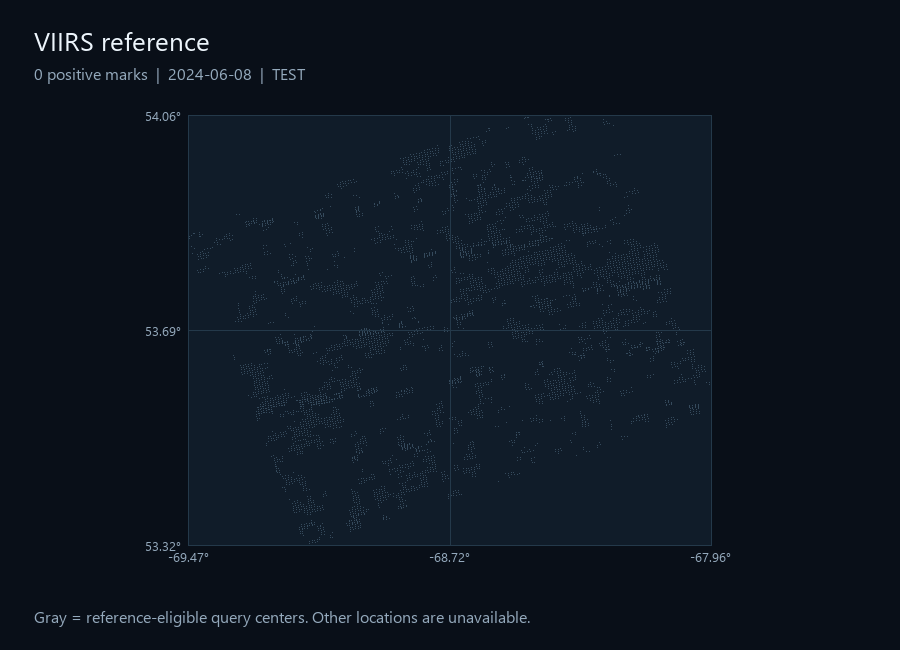 VIIRS reference
0 positive marks | 2024-06-08 | TEST
54.06°
53.69°
53.32°
-69.47°
-68.72°
-67.96°
Gray = reference-eligible query centers. Other locations are unavailable.